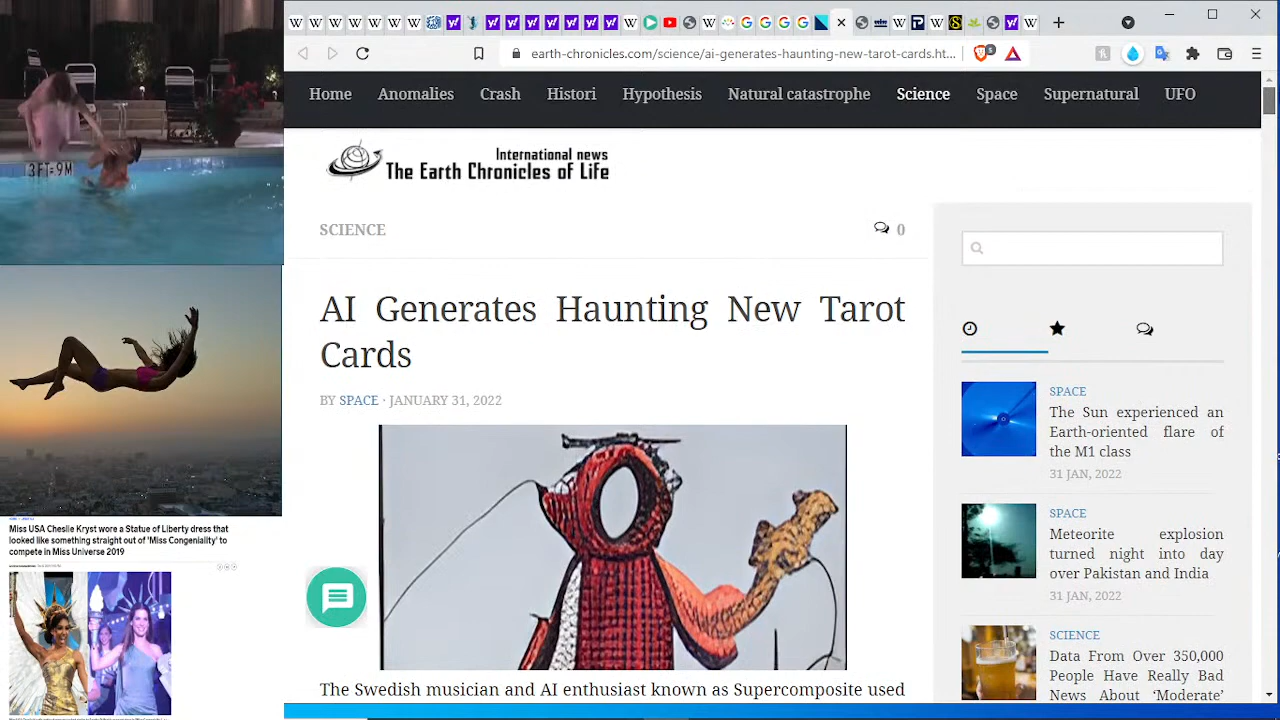 earth-chronicles.com/science/ai-generates-haunting-new-tarot-cards.ht...
Home Anomalies Crash Histori Hypothesis Natural catastrophe Science Space Supernatural UFO
International news
The Earth Chronicles of Life
SCIENCE
0
AI Generates Haunting New Tarot
Cards
BY SPACE · JANUARY 31, 2022
The Swedish musician and AI enthusiast known as Supercomposite used
SPACE
The Sun experienced an
Earth-oriented flare of
the M1 class
31 JAN, 2022
SPACE
Meteorite explosion
turned night into day
over Pakistan and India
31 JAN, 2022
SCIENCE
Data From Over 350,000
People Have Really Bad
News About ‘Moderate’
3FT=9M
Miss USA Cheslie Kryst wore a Statue of Liberty dress that
looked like something straight out of 'Miss Congeniality' to
compete in Miss Universe 2019